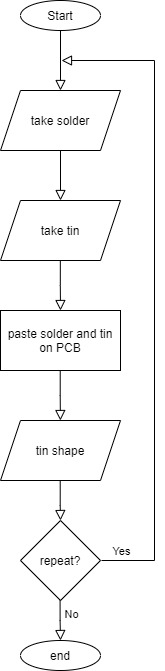 Start
take solder
take tin
paste solder and tin
on PCB
tin shape
repeat?
Yes
No
end